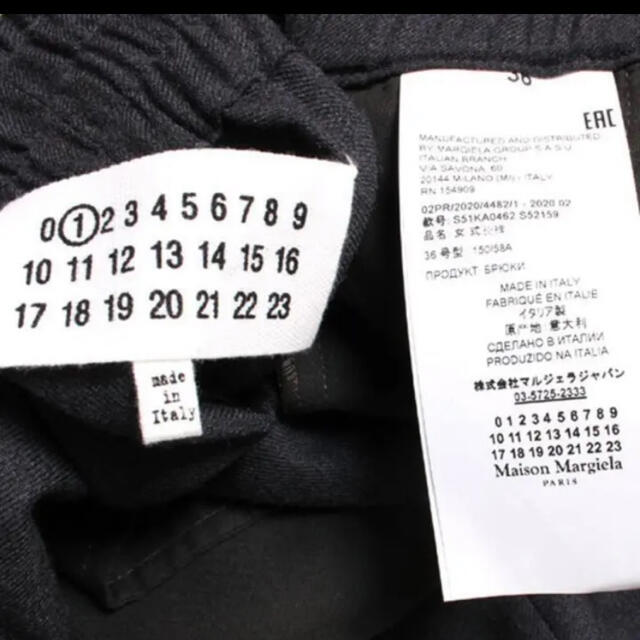 0 1 2 3 4 5 6 7 8 9
10 11 12 13 14 15 16
17 18 19 20 21 22 23
made
in
Italy
36
EAC
MANUFACTURED AND DISTRIBUTED
BY MARGIELA GROUP S.A.S.U.
ITALIAN BRANCH
VIA SAVONA, 60
20144 MILANO (MI) ITALY
RN 154909
02PR/2020/4482/1 - 2020 02
款号: S51KA0462 S52159
品名: 女式长裤
36 号型 150/58A
ПРОДУКТ БРЮКИ
MADE IN ITALY
FABRIQUÉ EN ITALIE
イタリア製
原产地 意大利
СДЕЛАНО В ИТАЛИИ
PRODUZIDO NA ITALIA
株式会社マルジェラジャパン
03-5725-2333
0 1 2 3 4 5 6 7 8 9
10 11 12 13 14 15 16
17 18 19 20 21 22 23
Maison Margiela
PARIS